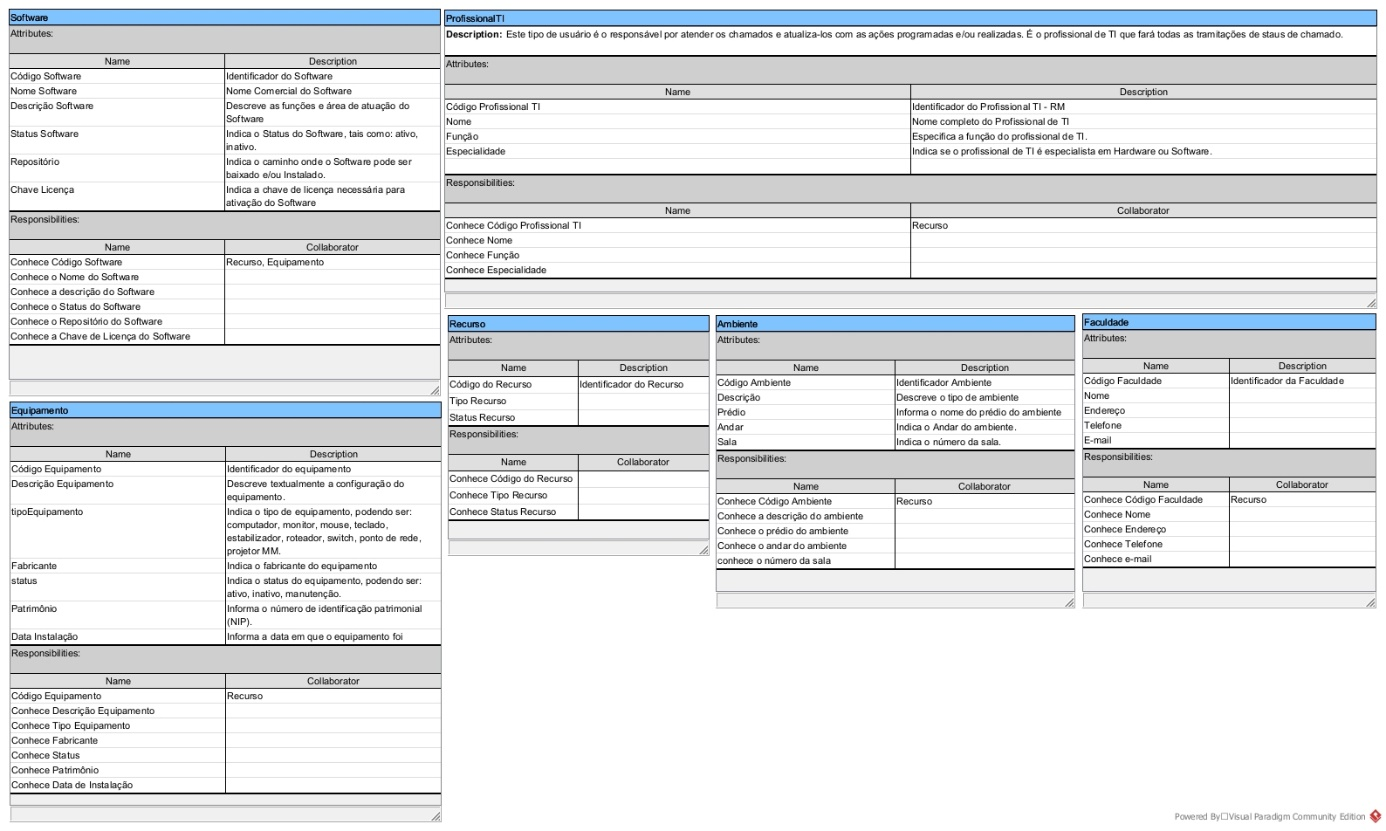 Software
Attributes:
Name Description
Código Software Identificador do Software
Nome Software Nome Comercial do Software
Descrição Software Descreve as funções e área de atuação do
Software
Status Software Indica o Status do Software, tais como: ativo,
inativo.
Repositório Indica o caminho onde o Software pode ser
baixado e/ou Instalado.
Chave Licença Indica a chave de licença necessária para
ativação do Software
Responsibilities:
Name Collaborator
Conhece Código Software Recurso, Equipamento
Conhece o Nome do Software
Conhece a descrição do Software
Conhece o Status do Software
Conhece o Repositório do Software
Conhece a Chave de Licença do Software
Equipamento
Attributes:
Name Description
Código Equipamento Identificador do equipamento
Descrição Equipamento Descreve textualmente a configuração do
equipamento.
tipoEquipamento Indica o tipo de equipamento, podendo ser:
computador, monitor, mouse, teclado,
estabilizador, roteador, switch, ponto de rede,
projetor MM.
Fabricante Indica o fabricante do equipamento
status Indica o status do equipamento, podendo ser:
ativo, inativo, manutenção.
Patrimônio Informa o número de identificação patrimonial
(NIP).
Data Instalação Informa a data em que o equipamento foi
Responsibilities:
Name Collaborator
Código Equipamento Recurso
Conhece Descrição Equipamento
Conhece Tipo Equipamento
Conhece Fabricante
Conhece Status
Conhece Patrimônio
Conhece Data de Instalação
ProfissionalTI
Description: Este tipo de usuário é o responsável por atender os chamados e atualiza-los com as ações programadas e/ou realizadas. É o profissional de TI que fará todas as tramitações de staus de chamado.
Attributes:
Name Description
Código Profissional TI Identificador do Profissional TI - RM
Nome Nome completo do Profissional de TI
Função Especifica a função do profissional de TI.
Especialidade Indica se o profissional de TI é especialista em Hardware ou Software.
Responsibilities:
Name Collaborator
Conhece Código Profissional TI Recurso
Conhece Nome
Conhece Função
Conhece Especialidade
Recurso
Attributes:
Name Description
Código do Recurso Identificador do Recurso
Tipo Recurso
Status Recurso
Responsibilities:
Name Collaborator
Conhece Código do Recurso
Conhece Tipo Recurso
Conhece Status Recurso
Ambiente
Attributes:
Name Description
Código Ambiente Identificador Ambiente
Descrição Descreve o tipo de ambiente
Prédio Informa o nome do prédio do ambiente
Andar Indica o Andar do ambiente.
Sala Indica o número da sala.
Responsibilities:
Name Collaborator
Conhece Código Ambiente Recurso
Conhece a descrição do ambiente
Conhece o prédio do ambiente
Conhece o andar do ambiente
conhece o número da sala
Faculdade
Attributes:
Name Description
Código Faculdade Identificador da Faculdade
Nome
Endereço
Telefone
E-mail
Responsibilities:
Name Collaborator
Conhece Código Faculdade Recurso
Conhece Nome
Conhece Endereço
Conhece Telefone
Conhece e-mail
Powered By□Visual Paradigm Community Edition